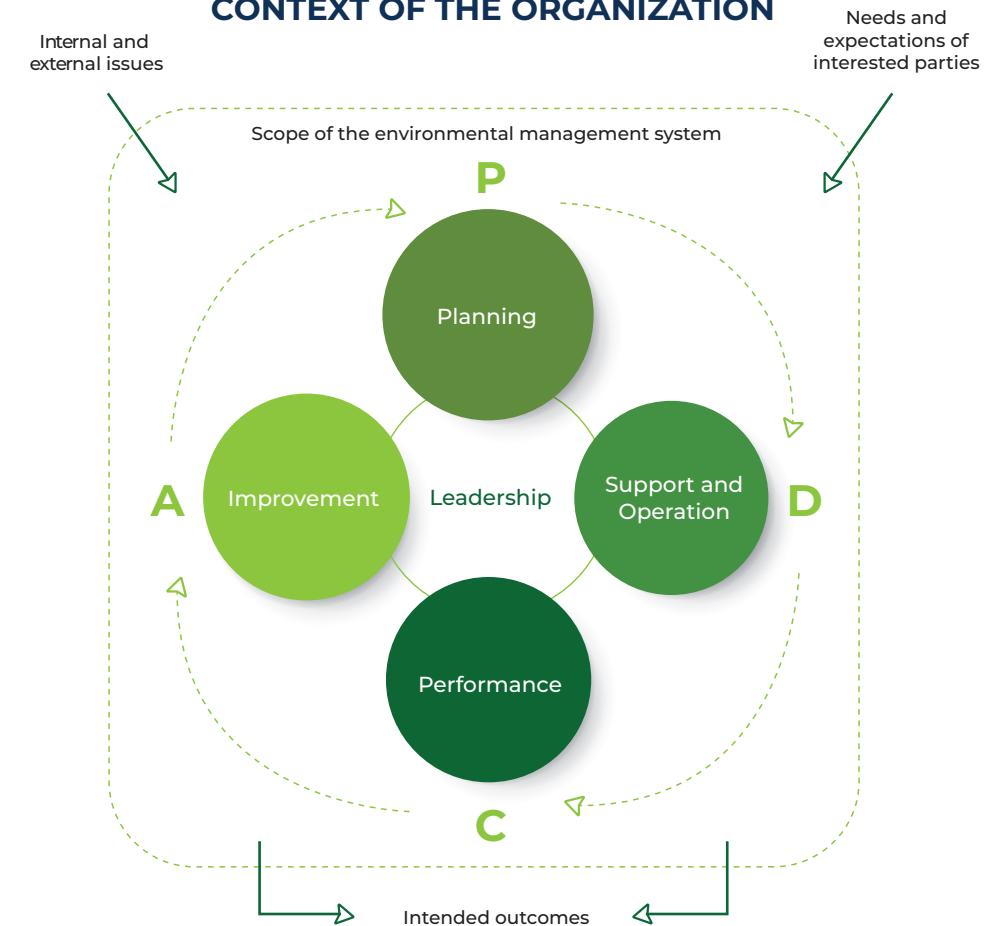 CONTEXT OF THE ORGANIZATION
Internal and
external issues
Needs and
expectations of
interested parties
Scope of the environmental management system
P
Planning
A
Improvement
Leadership
Support and
Operation
D
Performance
C
Intended outcomes